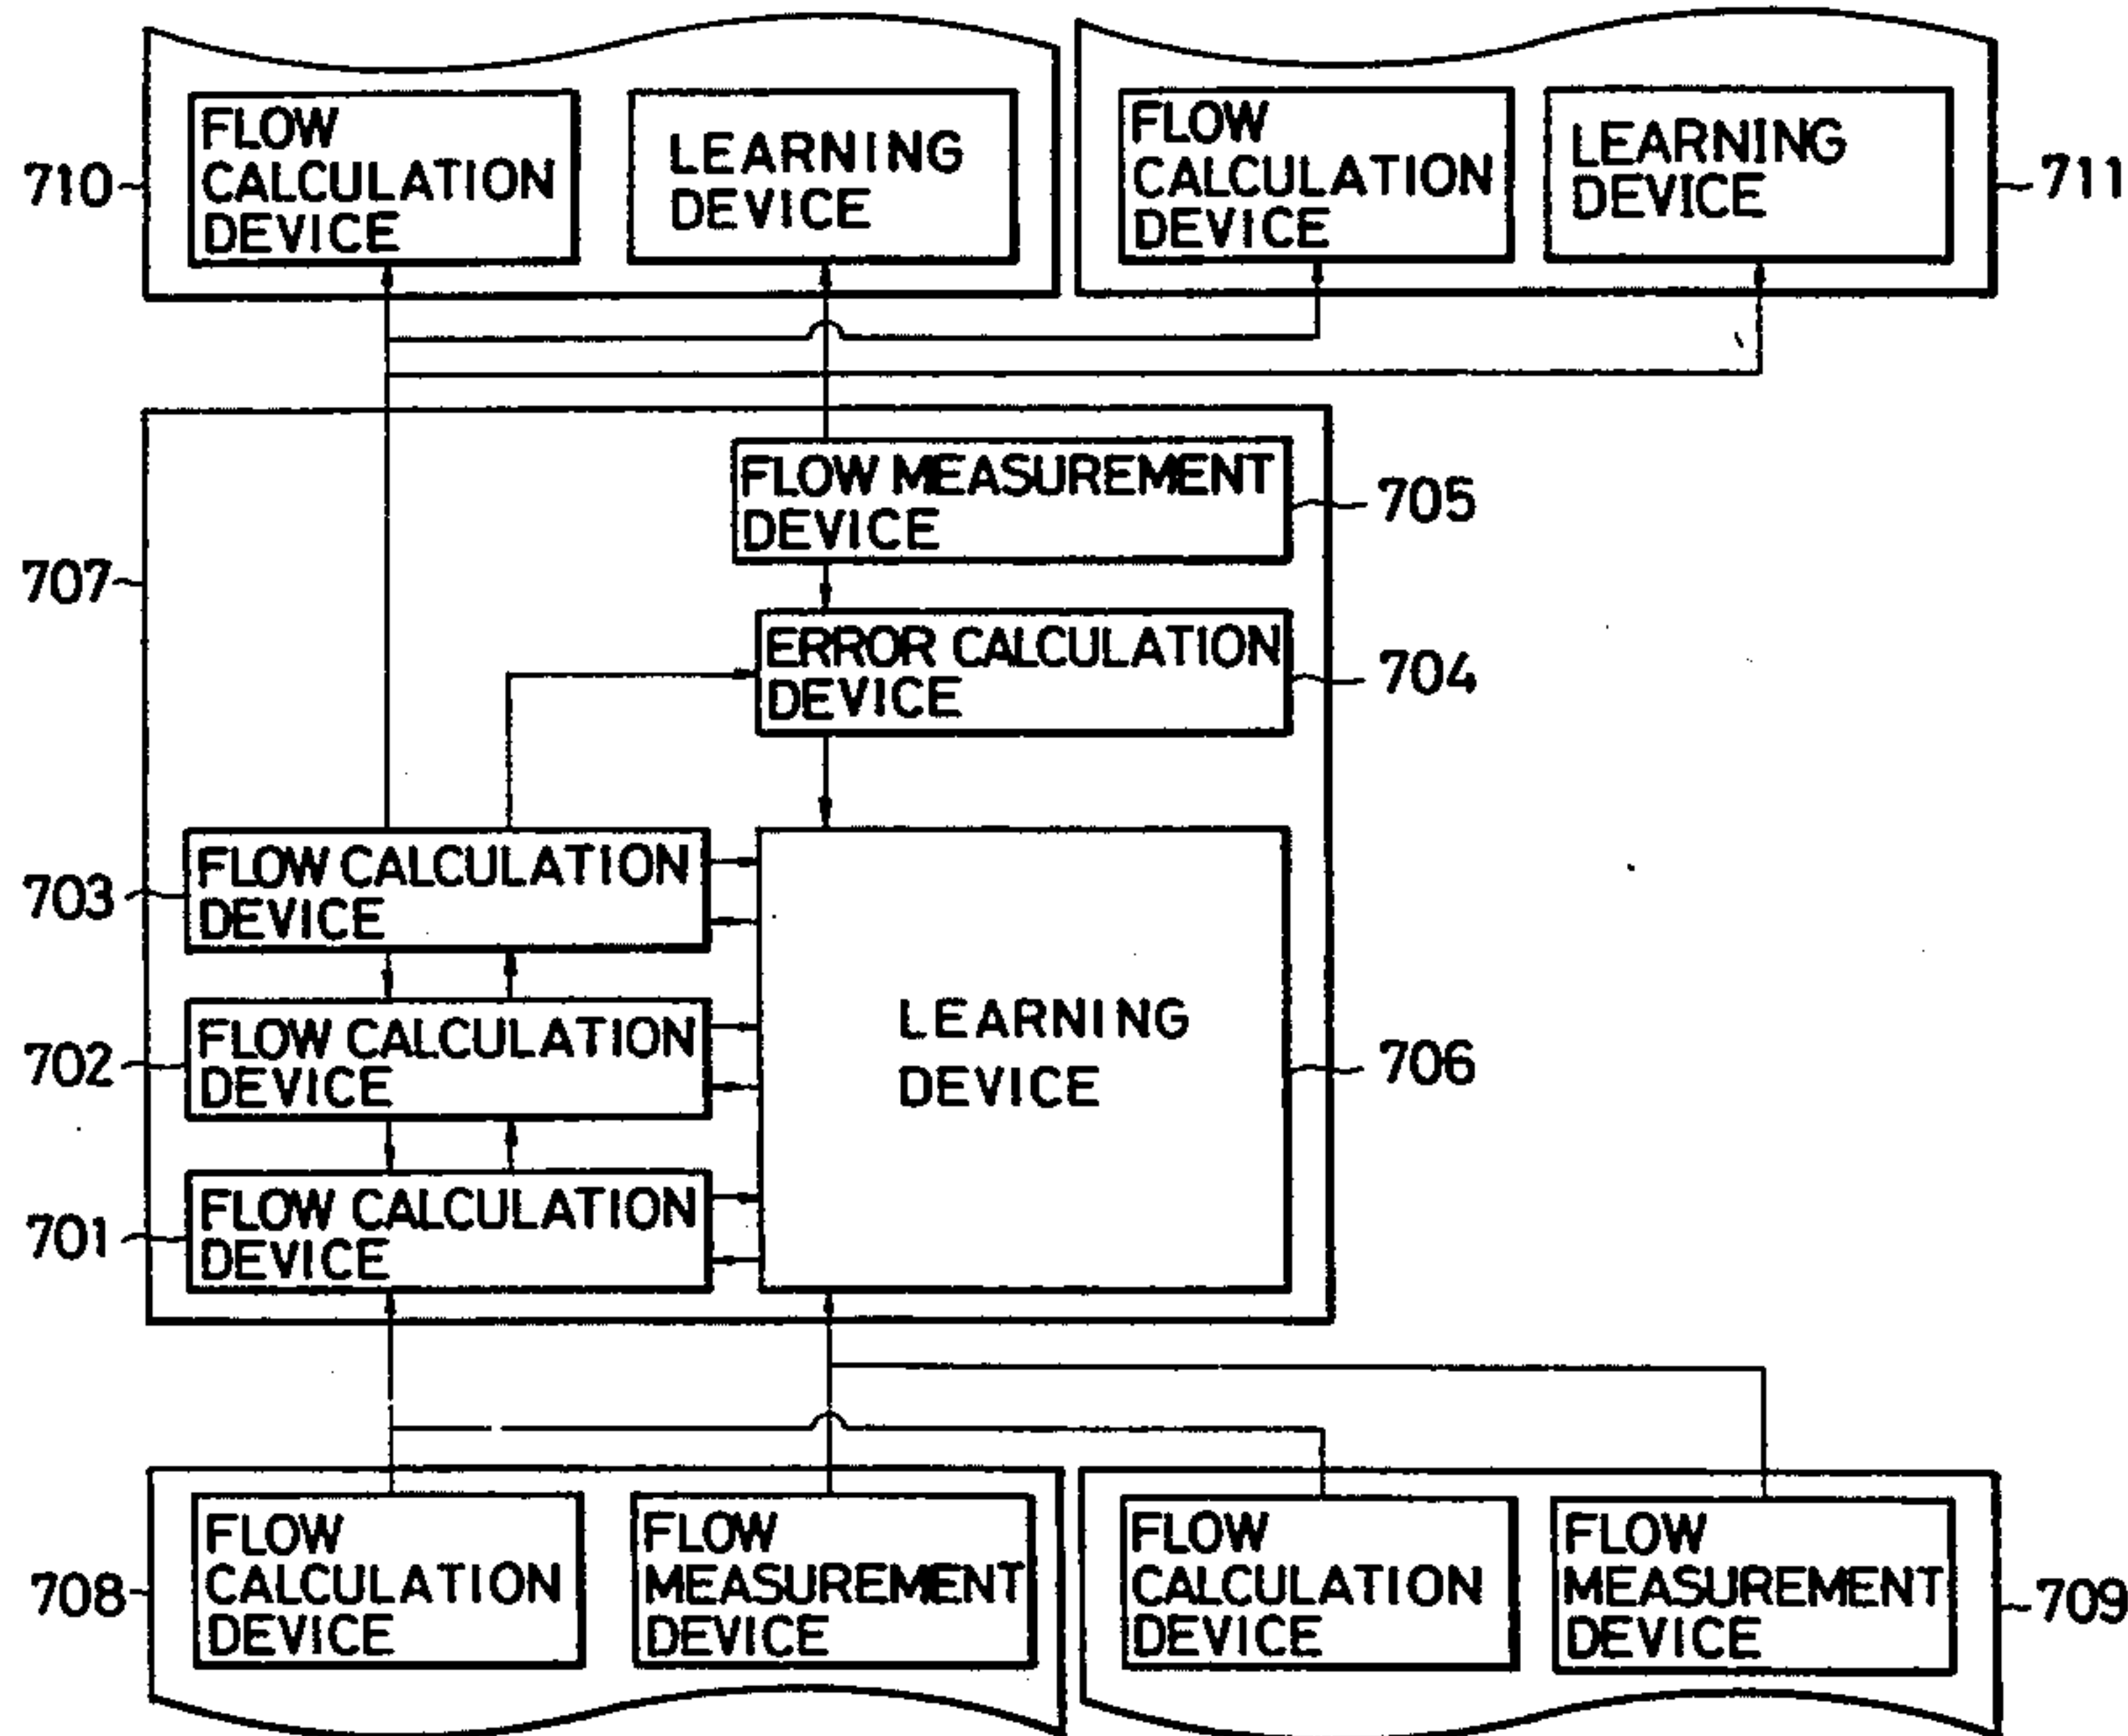 710
FLOW
CALCULATION
DEVICE
LEARNING
DEVICE
FLOW
CALCULATION
DEVICE
LEARNING
DEVICE
711
707
FLOW MEASUREMENT
DEVICE
705
ERROR CALCULATION
DEVICE
704
703
FLOW CALCULATION
DEVICE
702
FLOW CALCULATION
DEVICE
701
FLOW CALCULATION
DEVICE
LEARNING
DEVICE
706
708
FLOW
CALCULATION
DEVICE
FLOW
MEASUREMENT
DEVICE
FLOW
CALCULATION
DEVICE
FLOW
MEASUREMENT
DEVICE
709